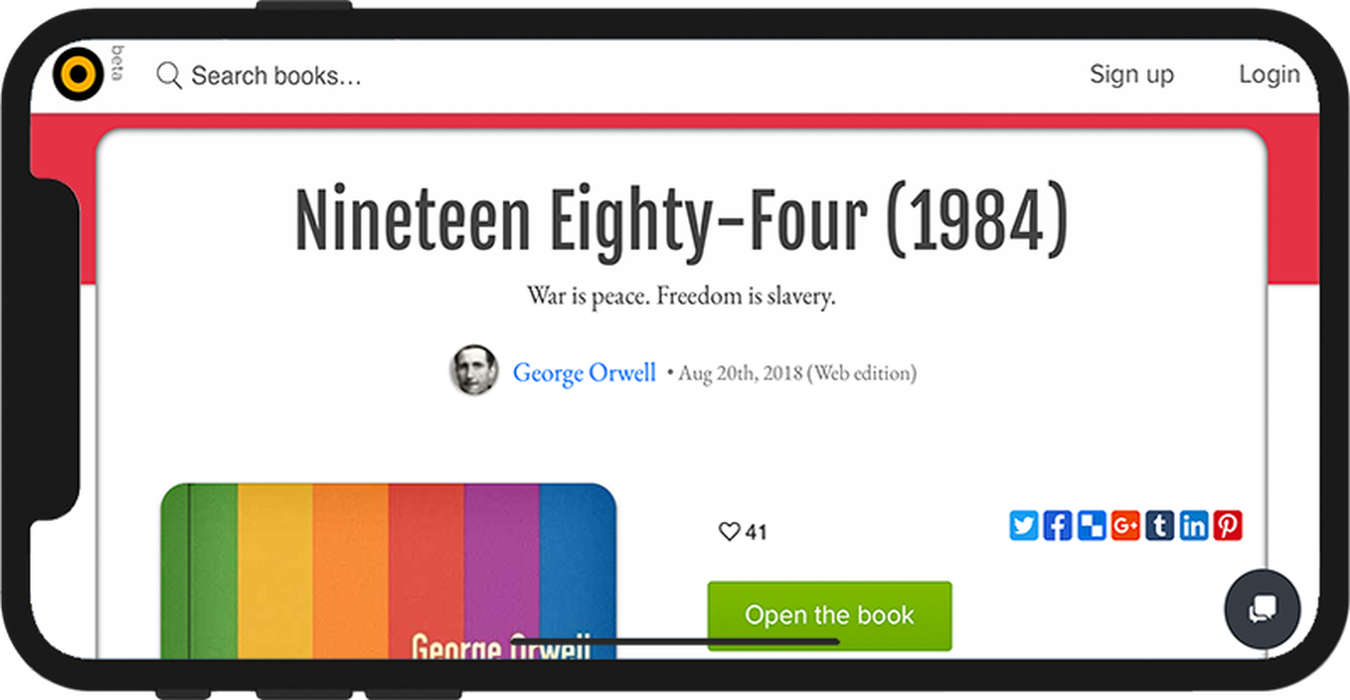 beta
Search books...
Sign up
Login
Nineteen Eighty-Four (1984)
War is peace. Freedom is slavery.
George Orwell • Aug 20th, 2018 (Web edition)
41
G+
t
in
Open the book
George Orwell